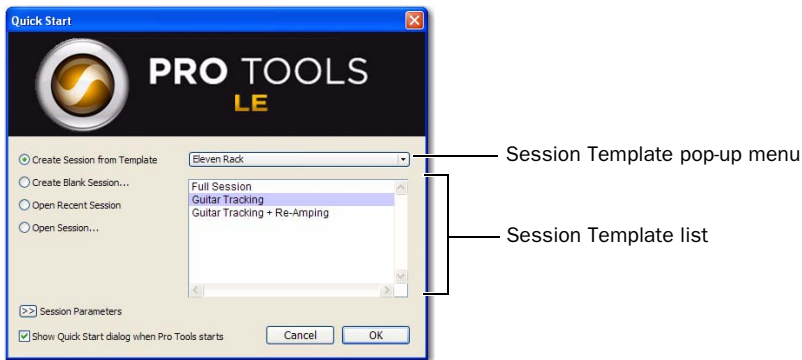 Quick Start
PRO TOOLS
LE
Create Session from Template
Eleven Rack
Create Blank Session...
Open Recent Session
Open Session...
Full Session
Guitar Tracking
Guitar Tracking + Re-Amping
>> Session Parameters
Show Quick Start dialog when Pro Tools starts
Cancel
OK
Session Template pop-up menu
Session Template list